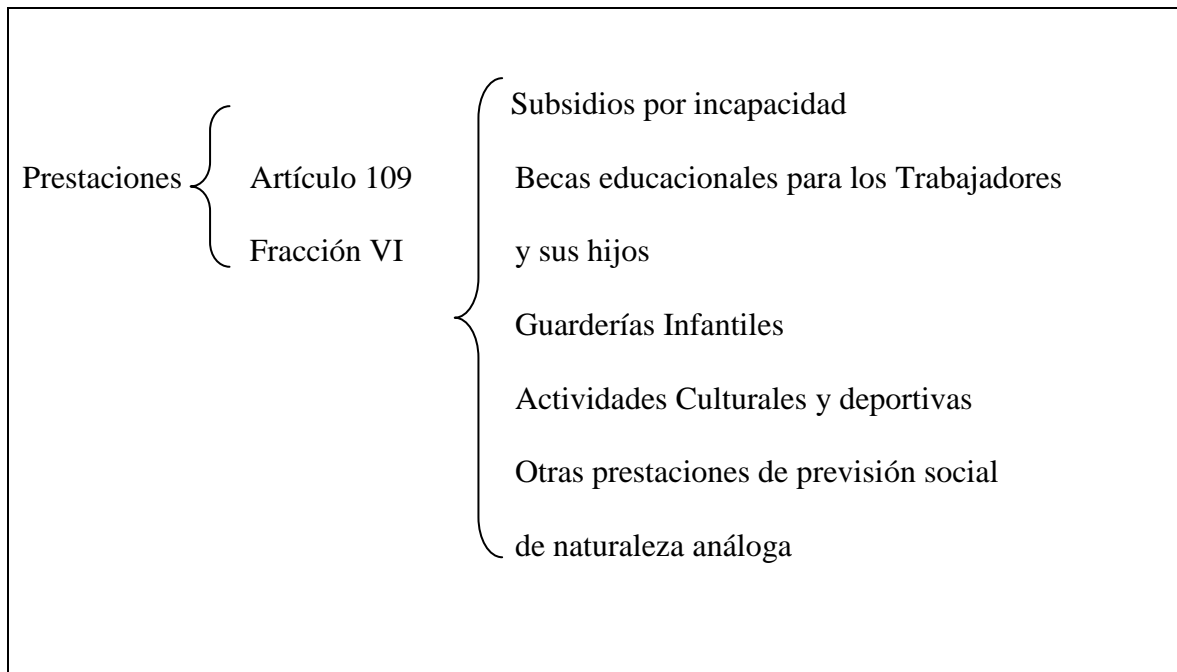 Subsidios por incapacidad
Prestaciones Artículo 109 Becas educacionales para los Trabajadores
Fracción VI y sus hijos
Guarderías Infantiles
Actividades Culturales y deportivas
Otras prestaciones de previsión social
de naturaleza análoga